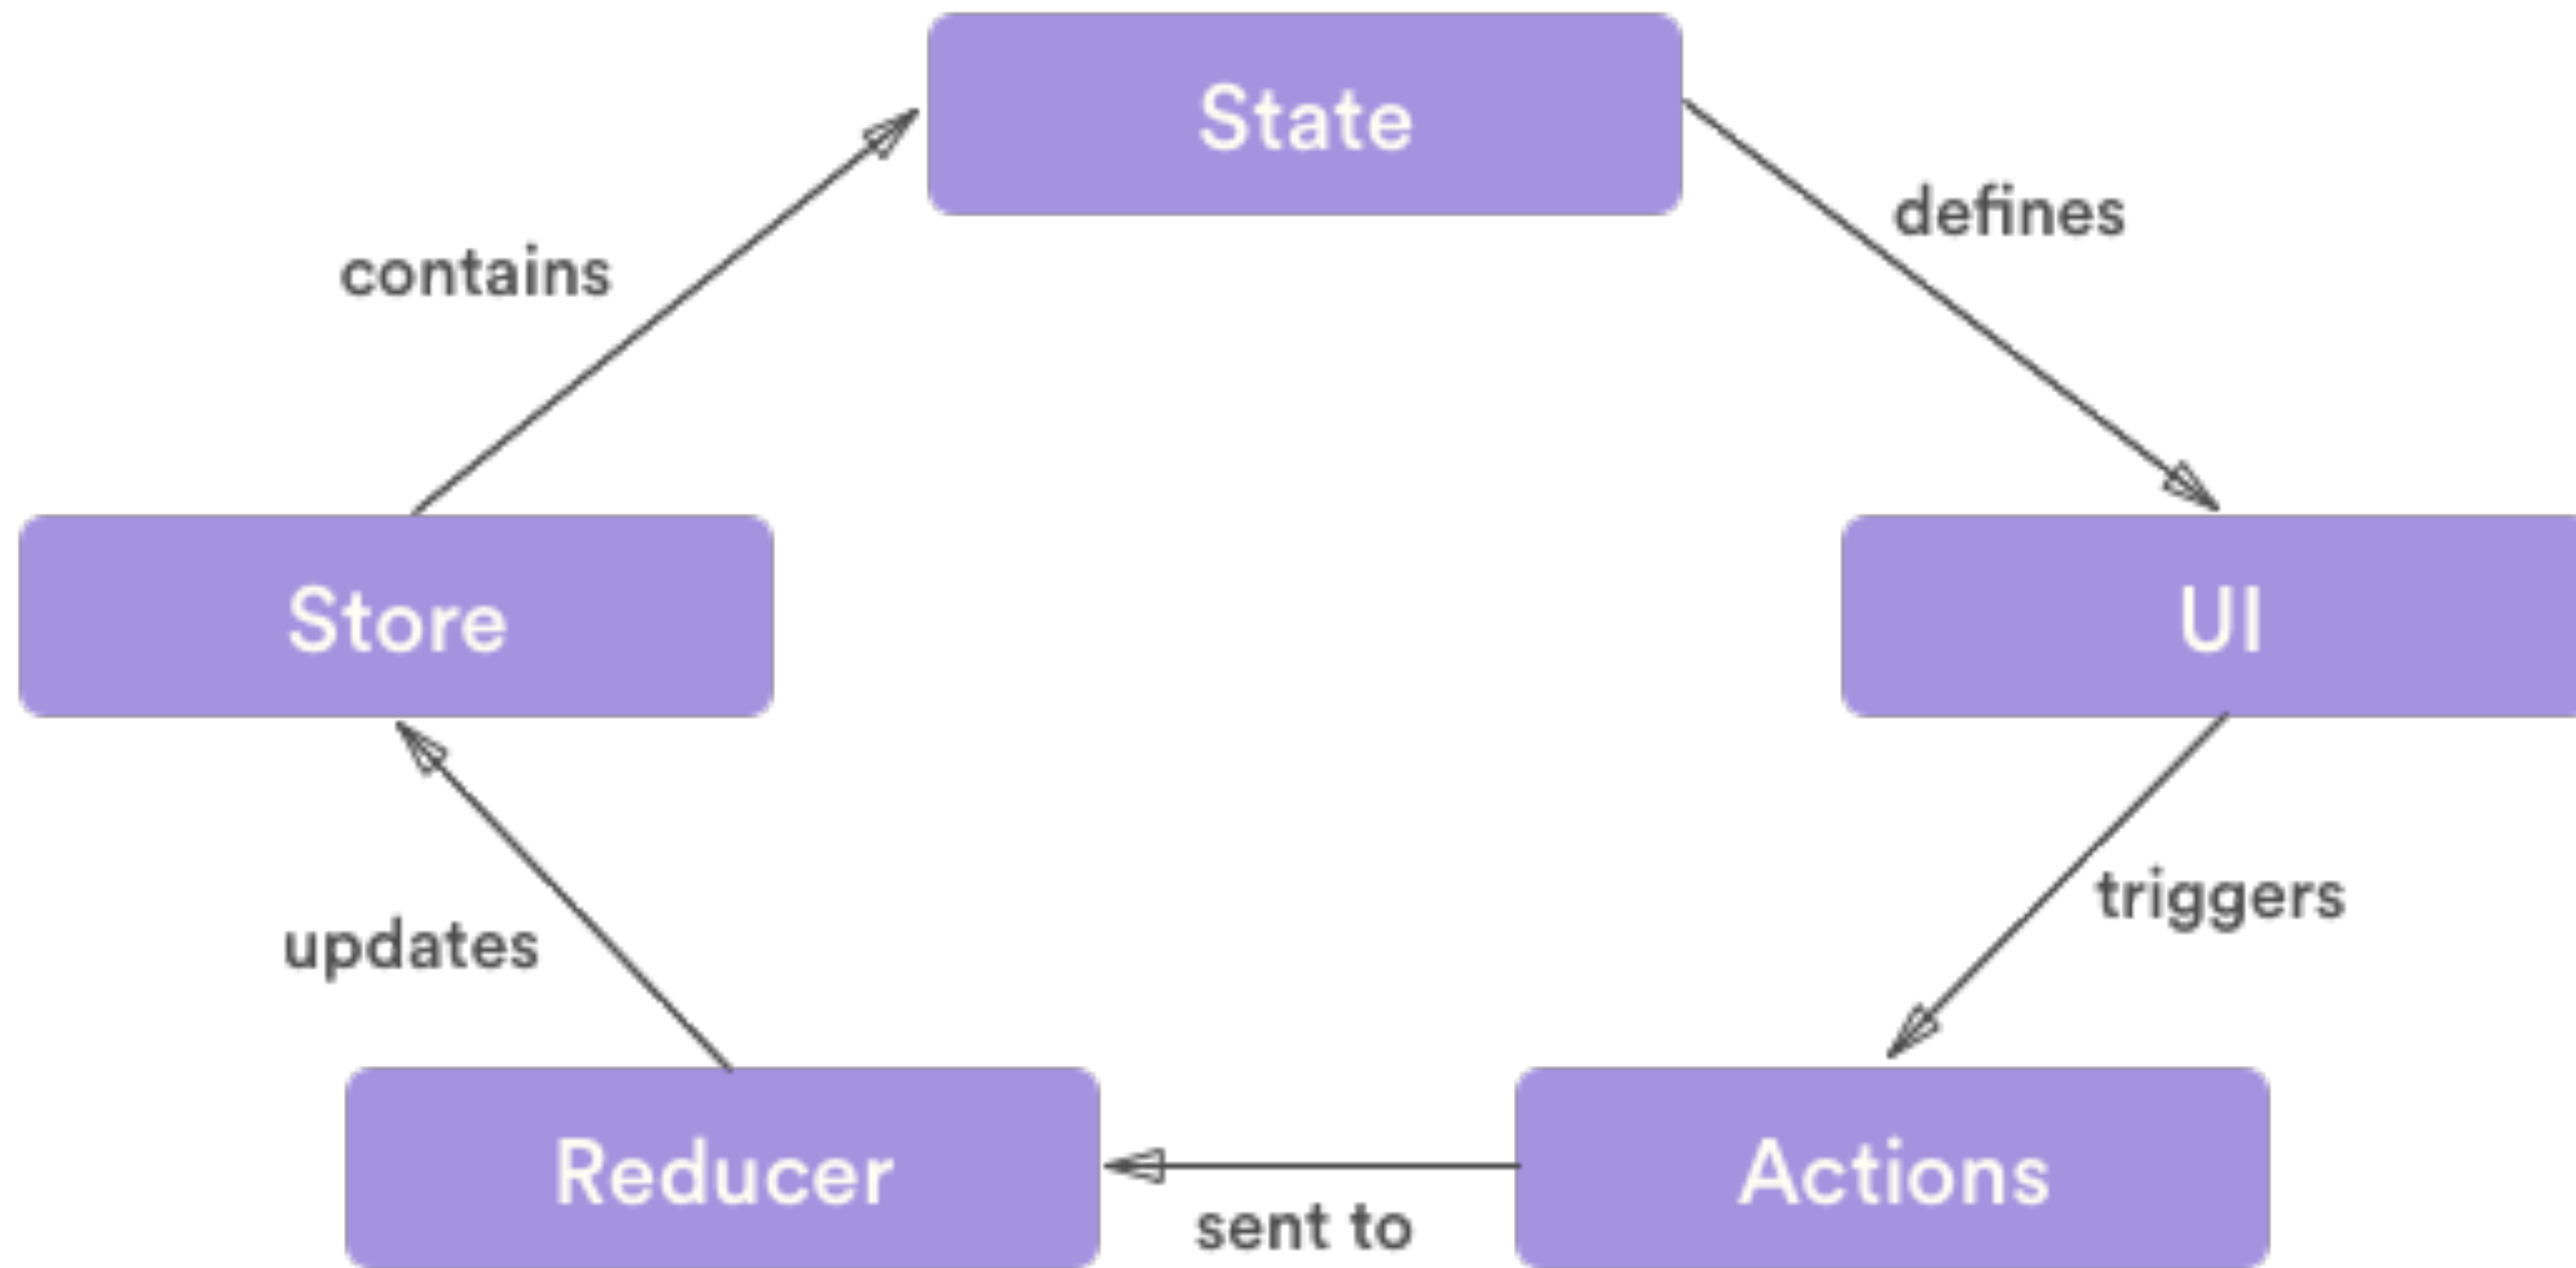 State
defines
contains
Store
UI
triggers
updates
Reducer
Actions
sent to